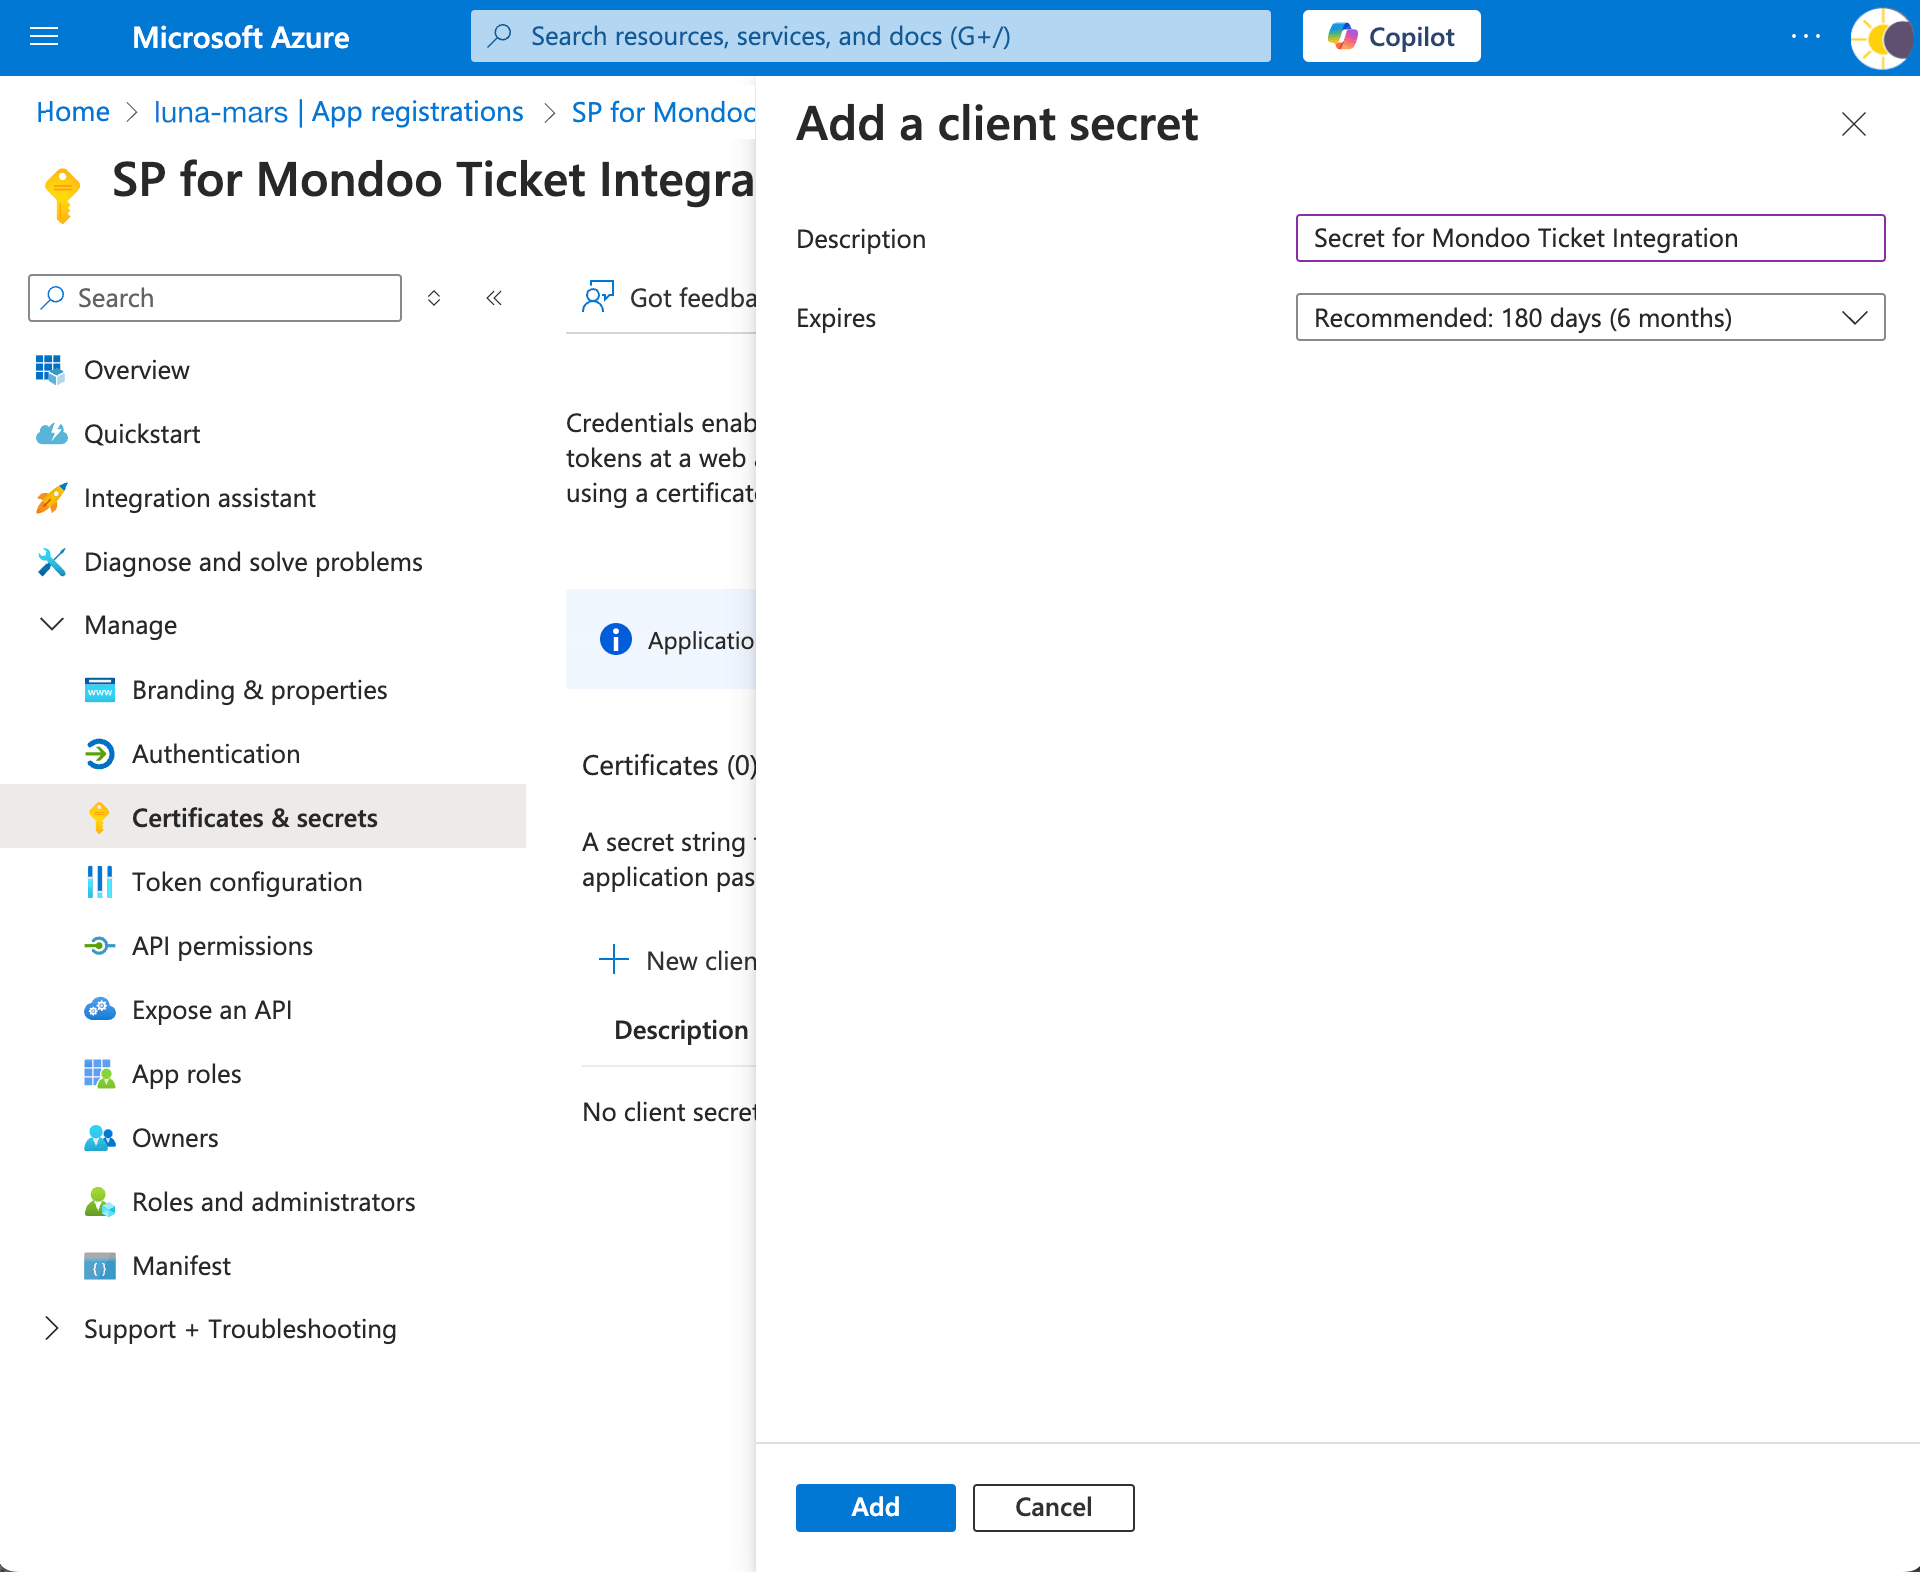 Microsoft Azure
Search resources, services, and docs (G+/)
Copilot
Home > luna-mars | App registrations > SP for Mondoo
SP for Mondoo Ticket Integra
Search
Overview
Quickstart
Integration assistant
Diagnose and solve problems
Manage
Branding & properties
Authentication
Certificates & secrets
Token configuration
API permissions
Expose an API
App roles
Owners
Roles and administrators
Manifest
Support + Troubleshooting
Got feedba
Credentials enab
tokens at a web
using a certificat
Applicatio
Certificates (0)
A secret string
application pas
New clien
Description
No client secret
Add a client secret
Description
Secret for Mondoo Ticket Integration
Expires
Recommended: 180 days (6 months)
Add
Cancel